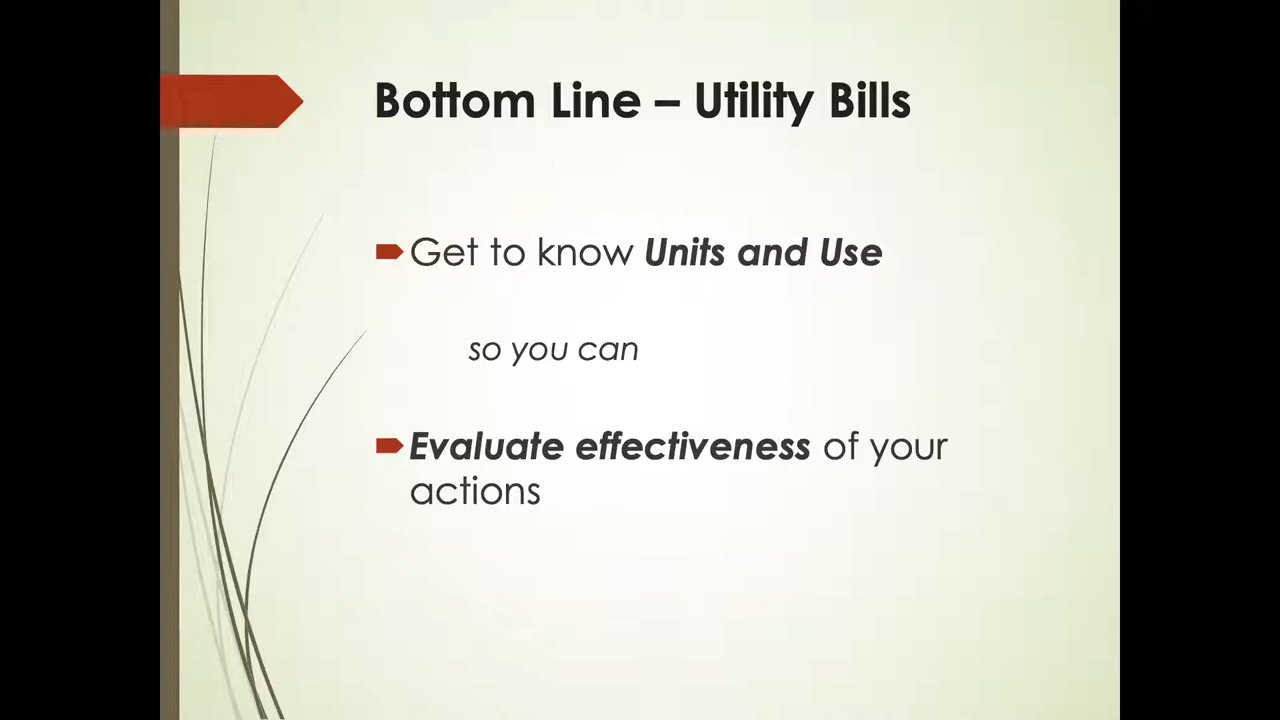 Bottom Line – Utility Bills
Get to know Units and Use
so you can
Evaluate effectiveness of your
actions